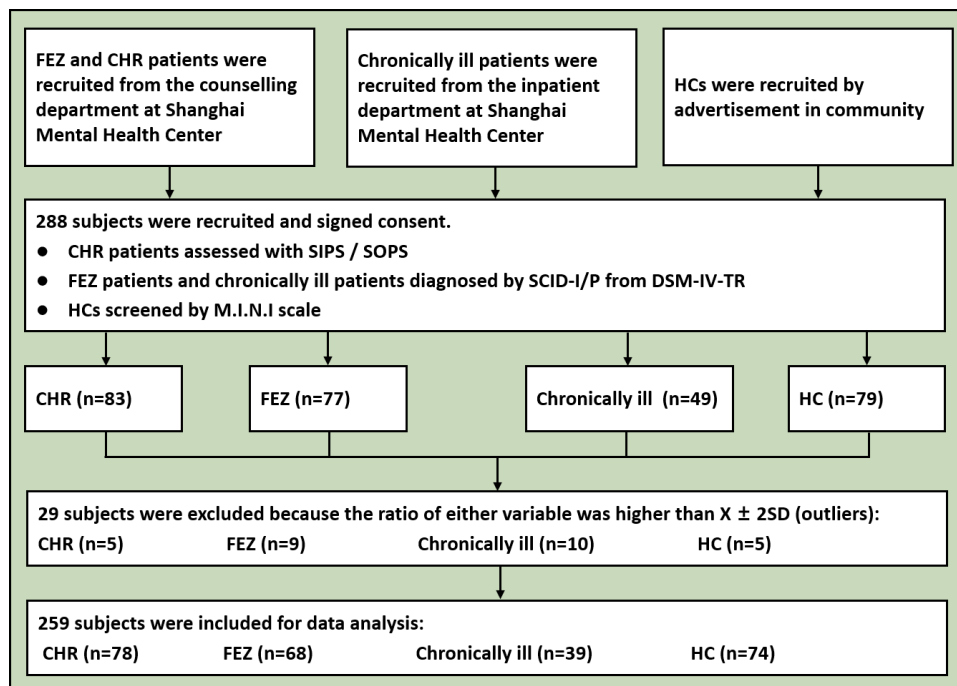 FEZ and CHR patients were
recruited from the counselling
department at Shanghai
Mental Health Center
Chronically ill patients were
recruited from the inpatient
department at Shanghai
Mental Health Center
HCs were recruited by
advertisement in community
288 subjects were recruited and signed consent.
● CHR patients assessed with SIPS / SOPS
● FEZ patients and chronically ill patients diagnosed by SCID-I/P from DSM-IV-TR
● HCs screened by M.I.N.I scale
CHR (n=83)
FEZ (n=77)
Chronically ill (n=49)
HC (n=79)
29 subjects were excluded because the ratio of either variable was higher than X ± 2SD (outliers):
CHR (n=5) FEZ (n=9) Chronically ill (n=10) HC (n=5)
259 subjects were included for data analysis:
CHR (n=78) FEZ (n=68) Chronically ill (n=39) HC (n=74)